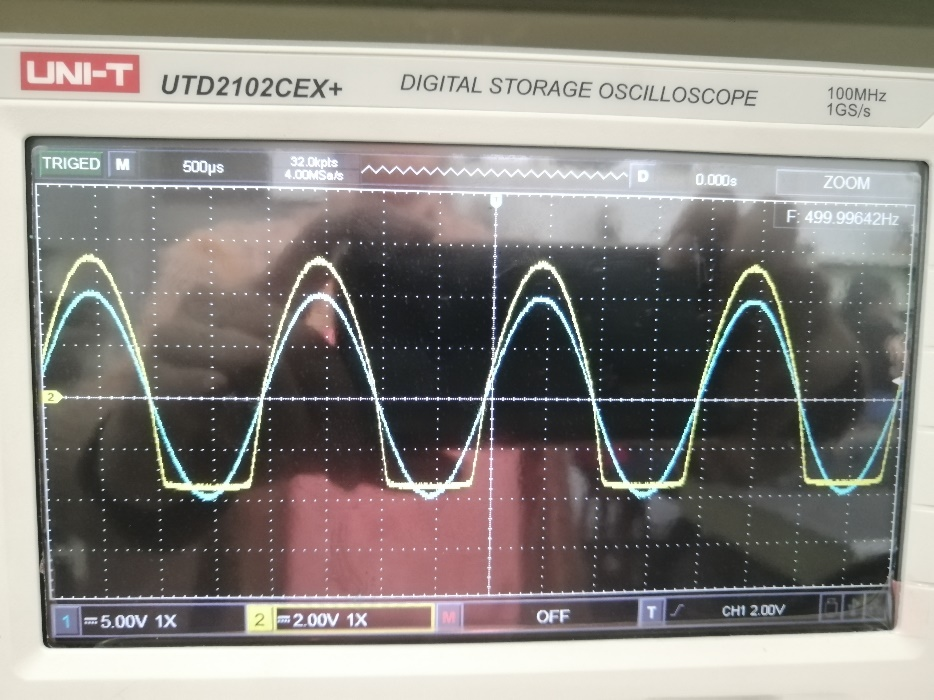 UNI-T UTD2102CEX+ DIGITAL STORAGE OSCILLOSCOPE 100MHz
1GS/s
TRIGED M 500µs 32.0kpts D 0.000s ZOOM
4.00MSa/s
T
F: 499.99642Hz
2
1 5.00V 1X 2 2.00V 1X M OFF T CH1 2.00V